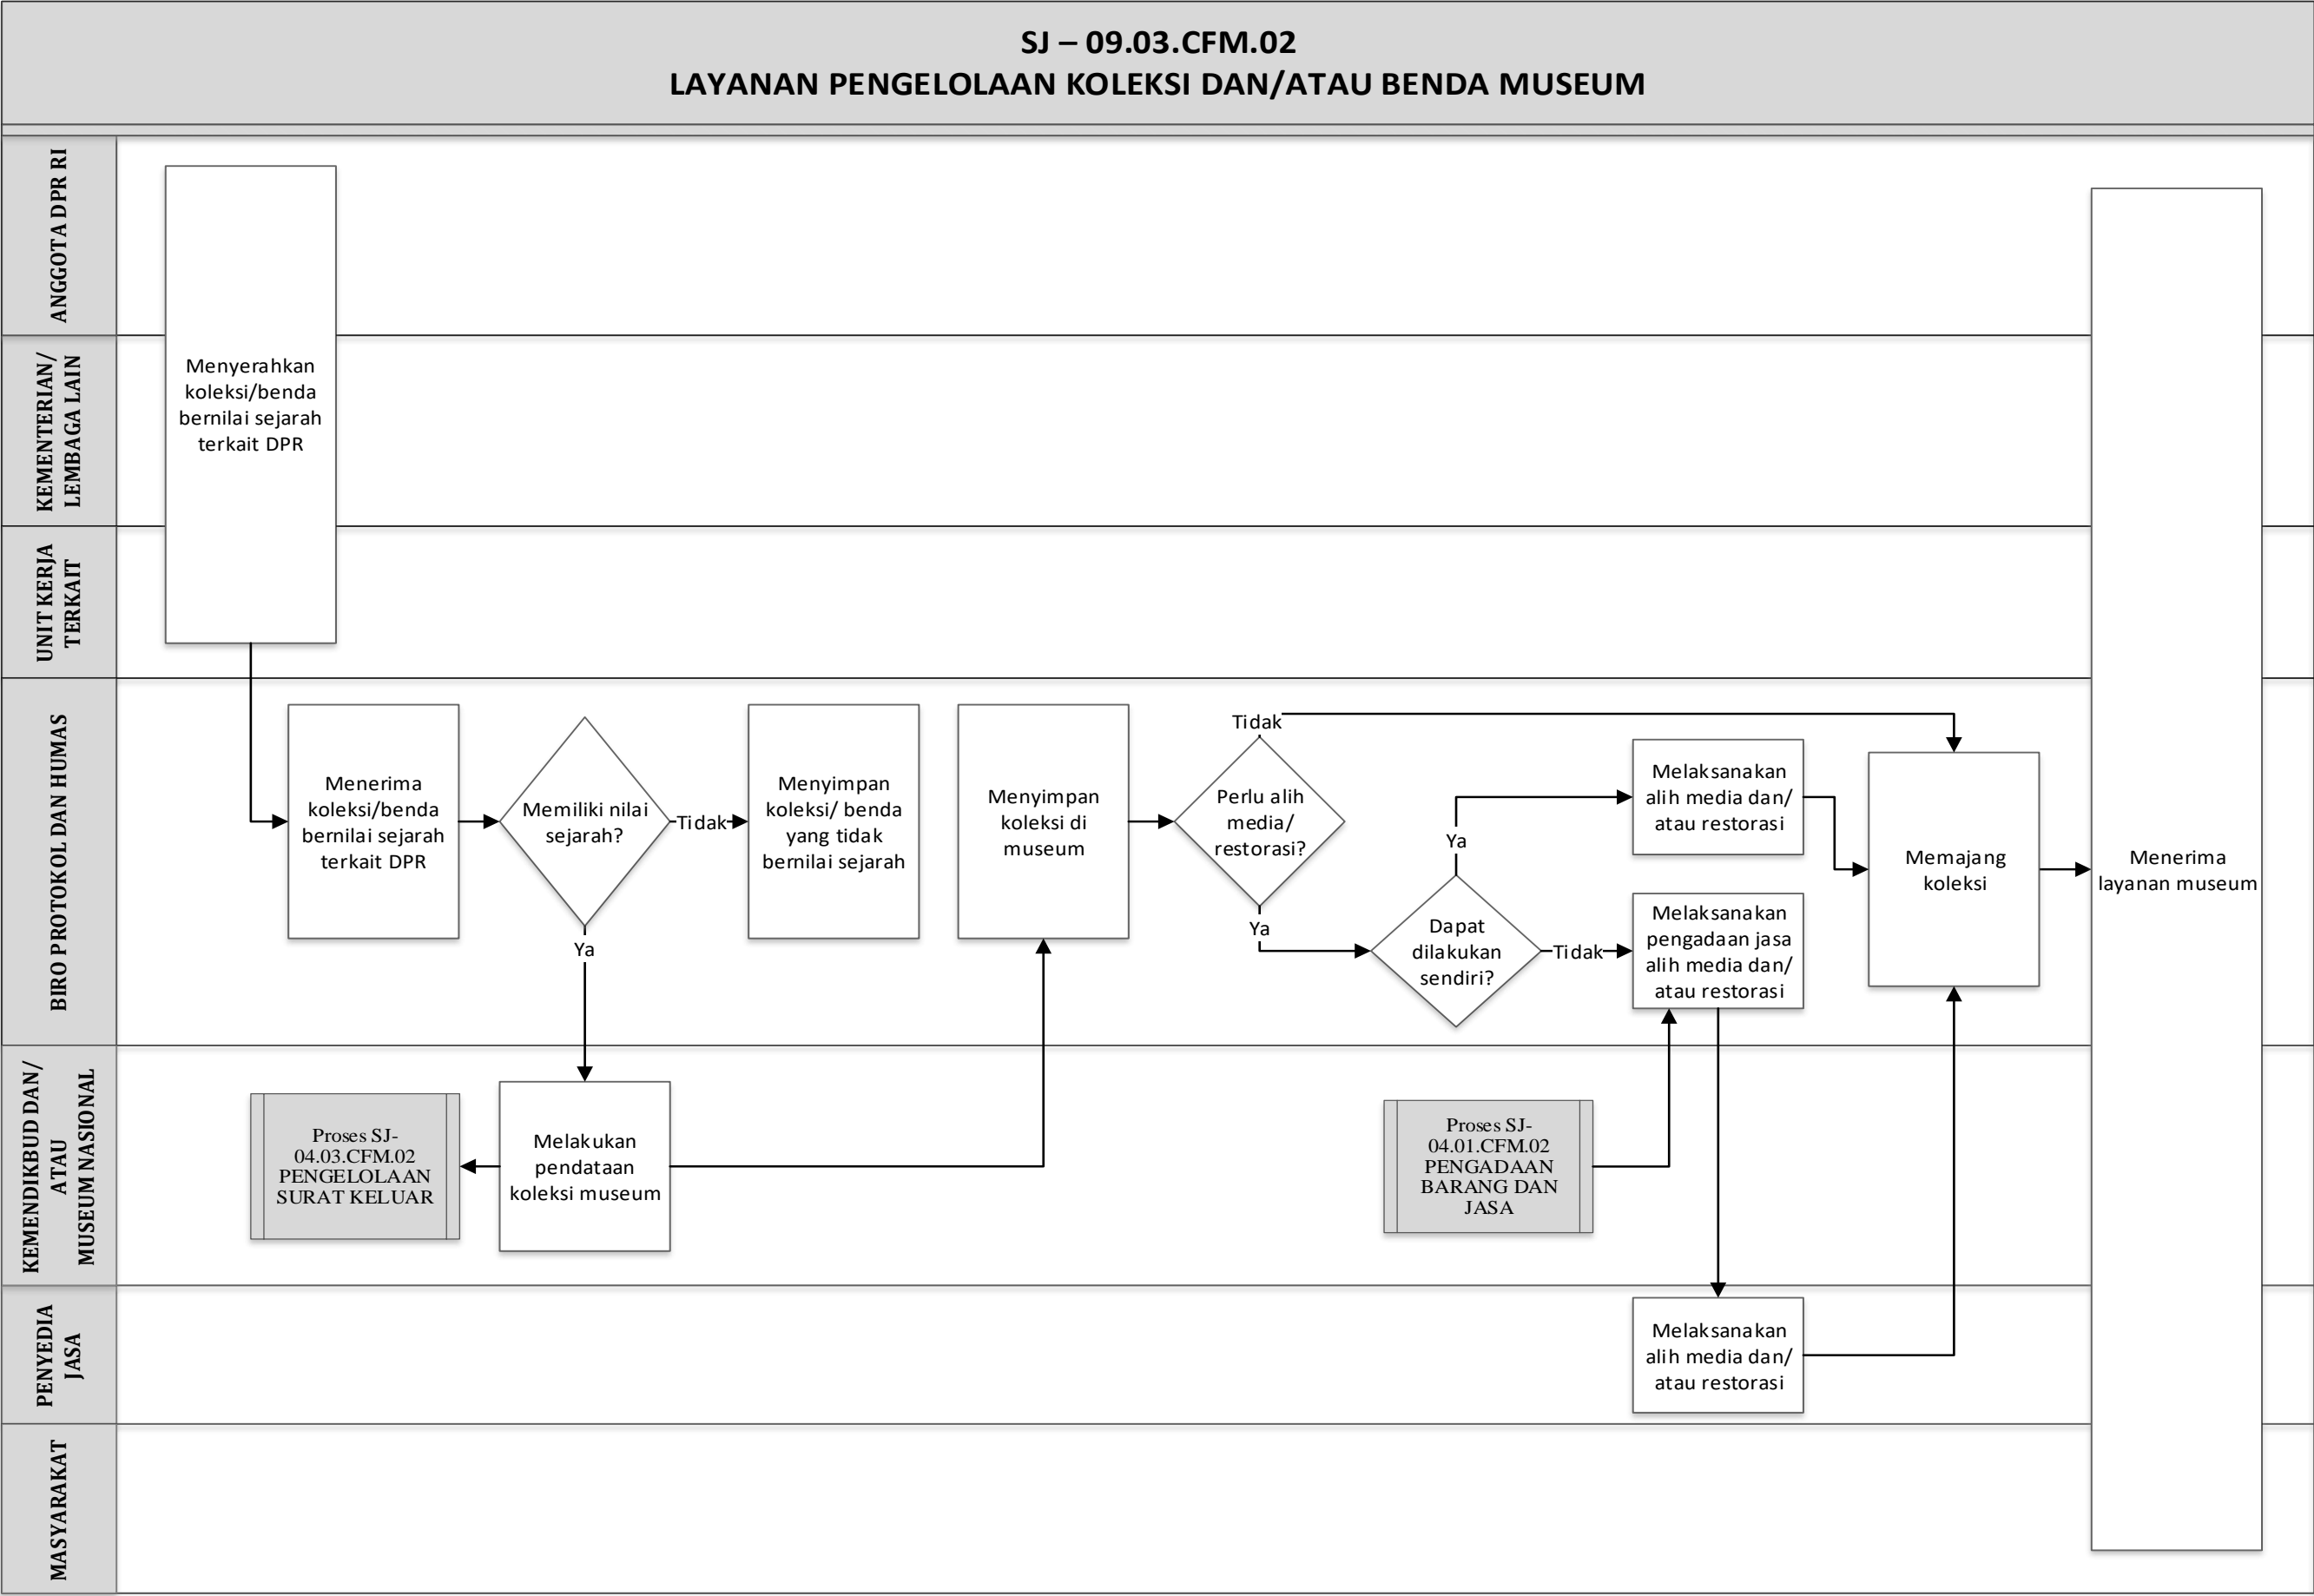 SJ – 09.03.CFM.02
LAYANAN PENGELOLAAN KOLEKSI DAN/ATAU BENDA MUSEUM
ANGGOTA DPR RI
KEMENTERIAN/
LEMBAGA LAIN
UNIT KERJA
TERKAIT
BIRO PROTOKOL DAN HUMAS
KEMENDIKBUD DAN/
ATAU
MUSEUM NASIONAL
PENYEDIA
JASA
MASYARAKAT
Menyerahkan
koleksi/benda
bernilai sejarah
terkait DPR
Menerima
koleksi/benda
bernilai sejarah
terkait DPR
Memiliki nilai
sejarah?
Tidak
Ya
Menyimpan
koleksi/ benda
yang tidak
bernilai sejarah
Melakukan
pendataan
koleksi museum
Proses SJ-
04.03.CFM.02
PENGELOLAAN
SURAT KELUAR
Menyimpan
koleksi di
museum
Perlu alih
media/
restorasi?
Tidak
Ya
Dapat
dilakukan
sendiri?
Ya
Tidak
Melaksanakan
alih media dan/
atau restorasi
Melaksanakan
pengadaan jasa
alih media dan/
atau restorasi
Proses SJ-
04.01.CFM.02
PENGADAAN
BARANG DAN
JASA
Melaksanakan
alih media dan/
atau restorasi
Memajang
koleksi
Menerima
layanan museum